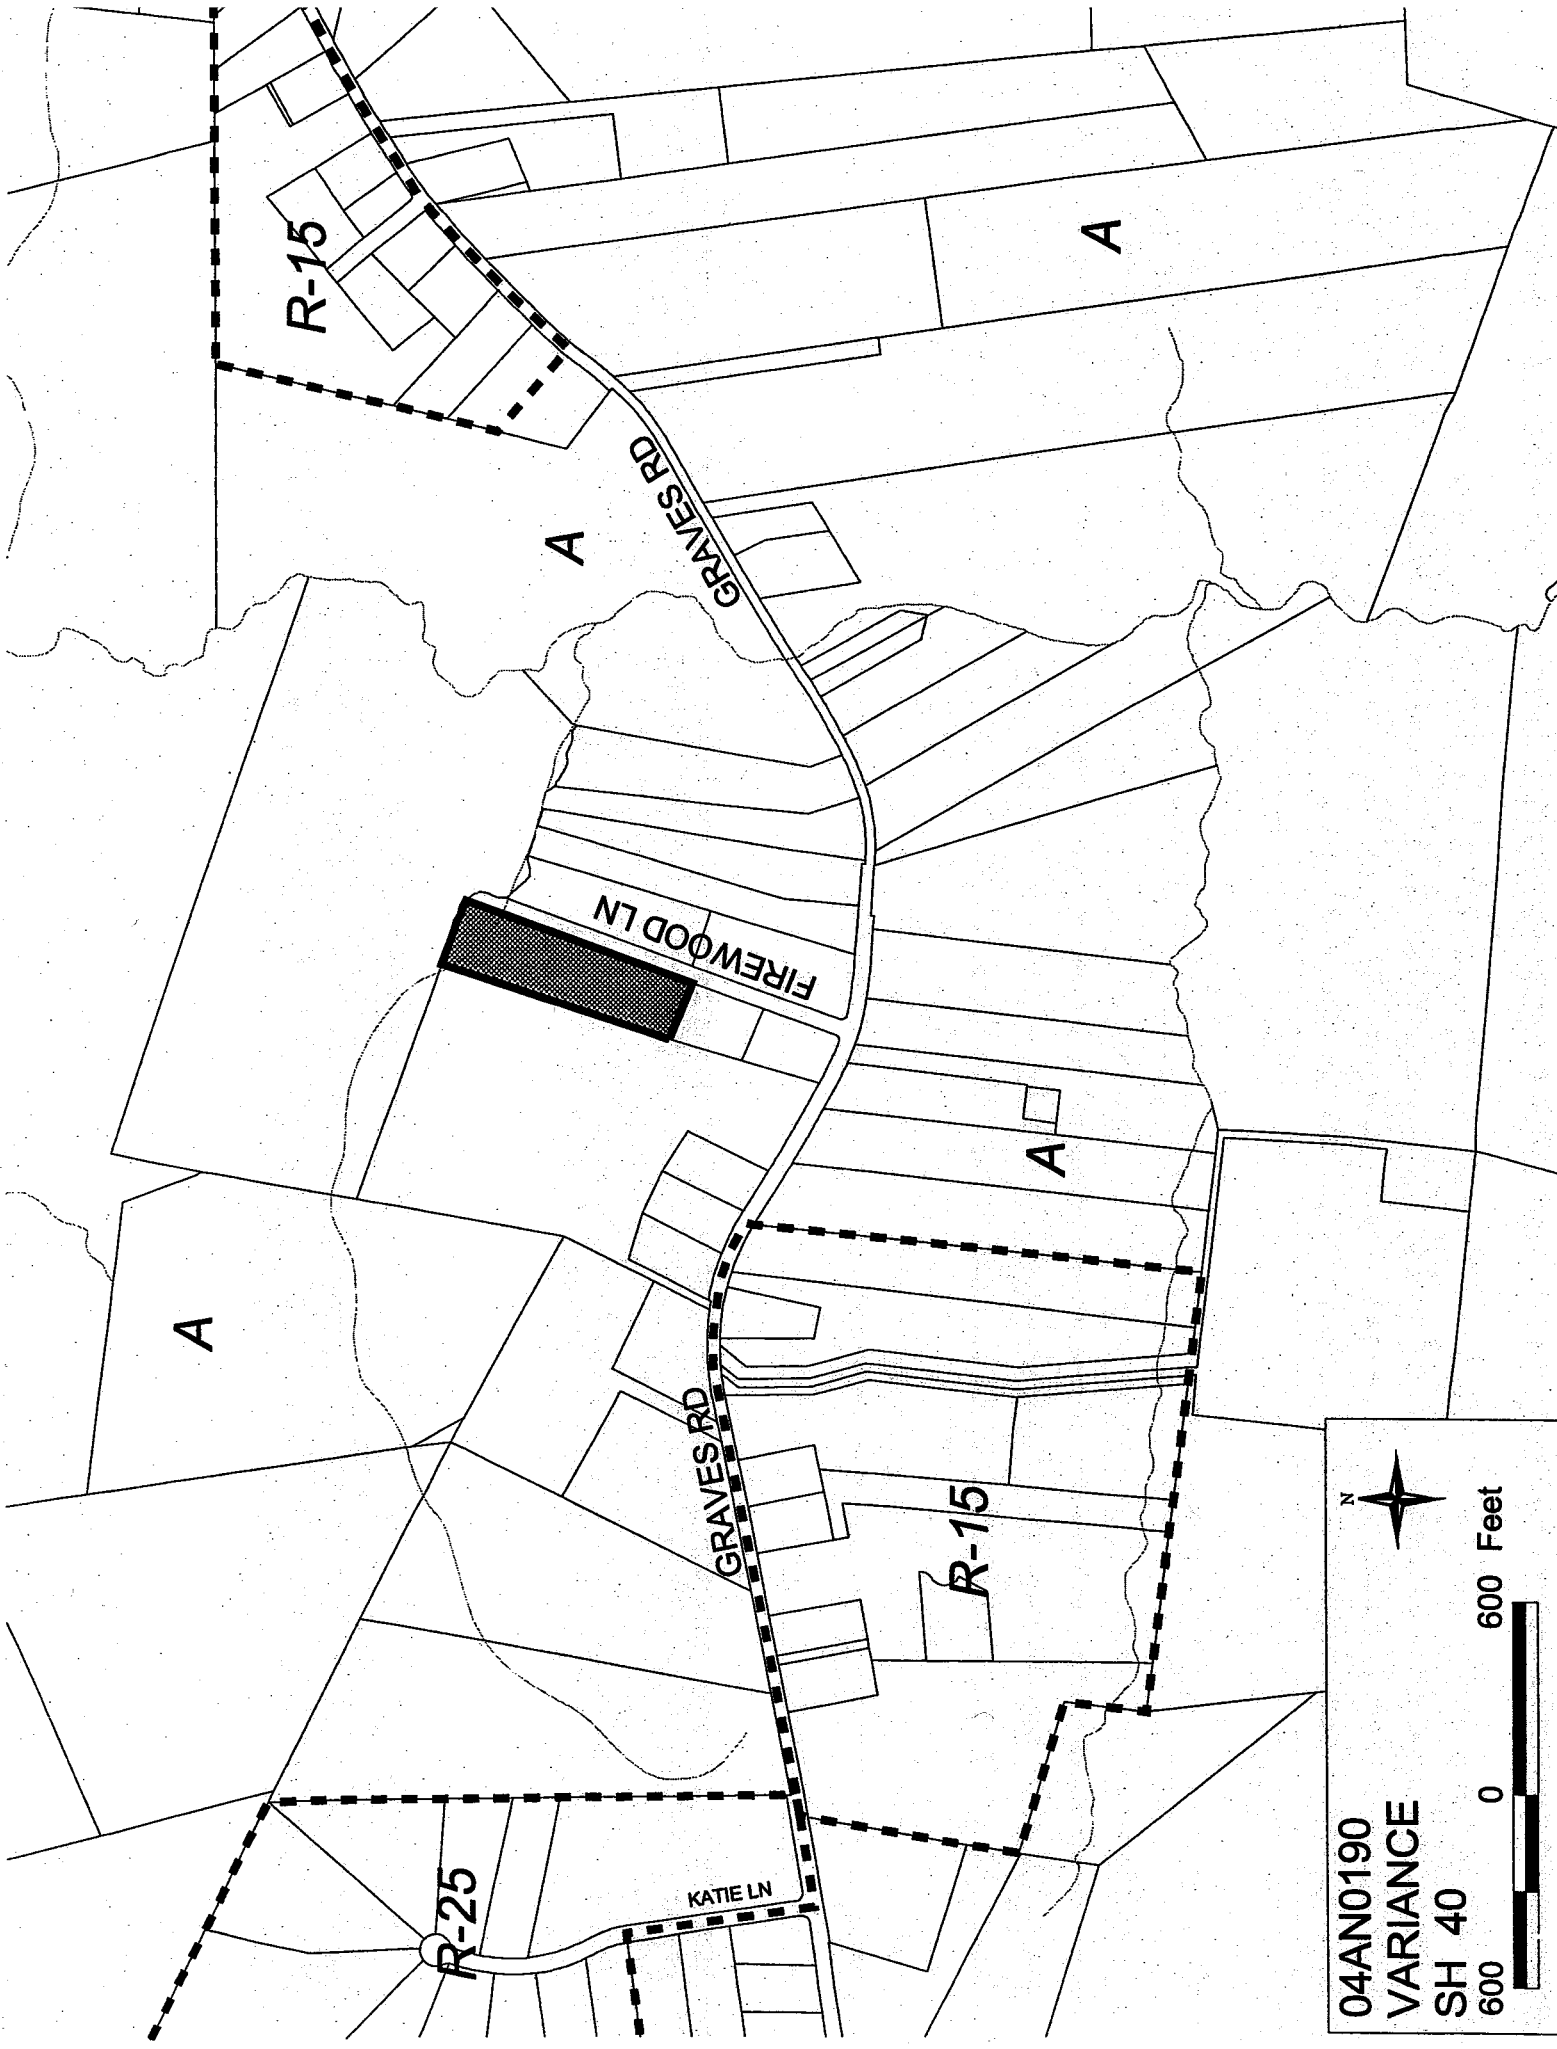 R-15
A
GRAVES RD
A
FIREWOOD LN
A
A
GRAVES RD
R-15
R-25
KATIE LN
N
04AN0190
VARIANCE
SH 40
600 0 600 Feet